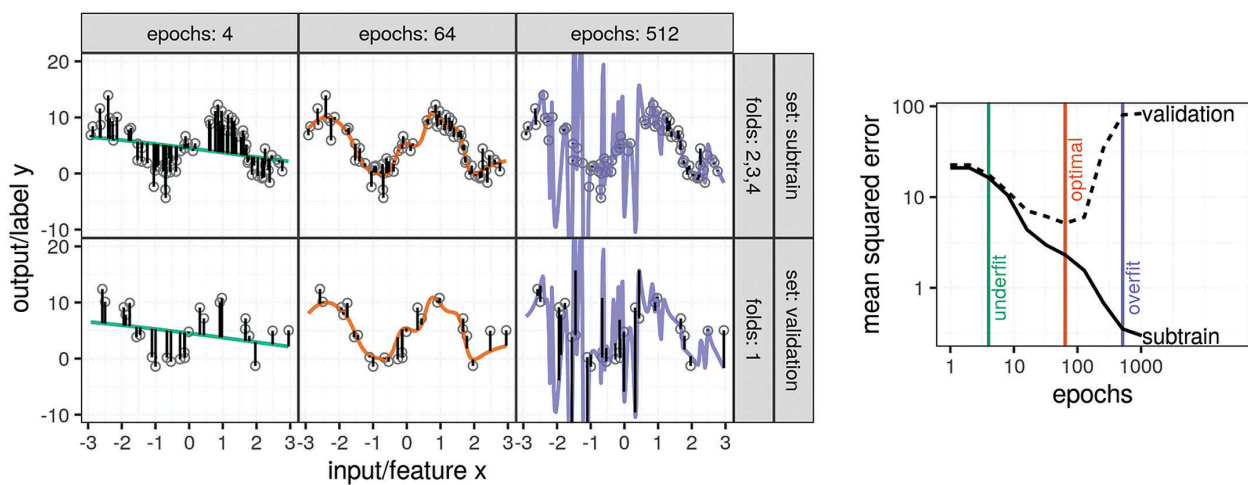 epochs: 4
epochs: 64
epochs: 512
output/label y
20
10
0
-10
folds: 2,3,4
set: subtrain
20
10
0
-10
folds: 1
set: validation
-3 -2 -1 0 1 2 3
-3 -2 -1 0 1 2 3
-3 -2 -1 0 1 2 3
input/feature x
mean squared error
100
10
1
underfit
optimal
overfit
validation
subtrain
1 10 100 1000
epochs